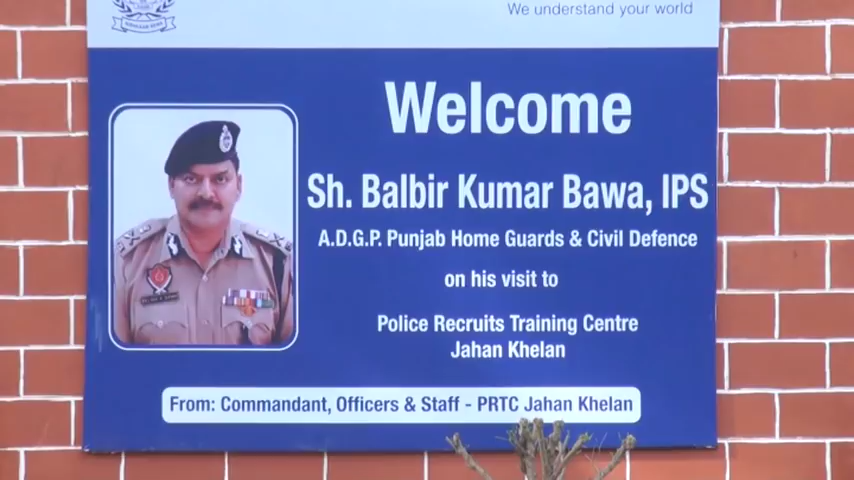 We understand your world
Welcome
Sh. Balbir Kumar Bawa, IPS
A.D.G.P. Punjab Home Guards & Civil Defence
on his visit to
Police Recruits Training Centre
Jahan Khelan
From: Commandant, Officers & Staff - PRTC Jahan Khelan